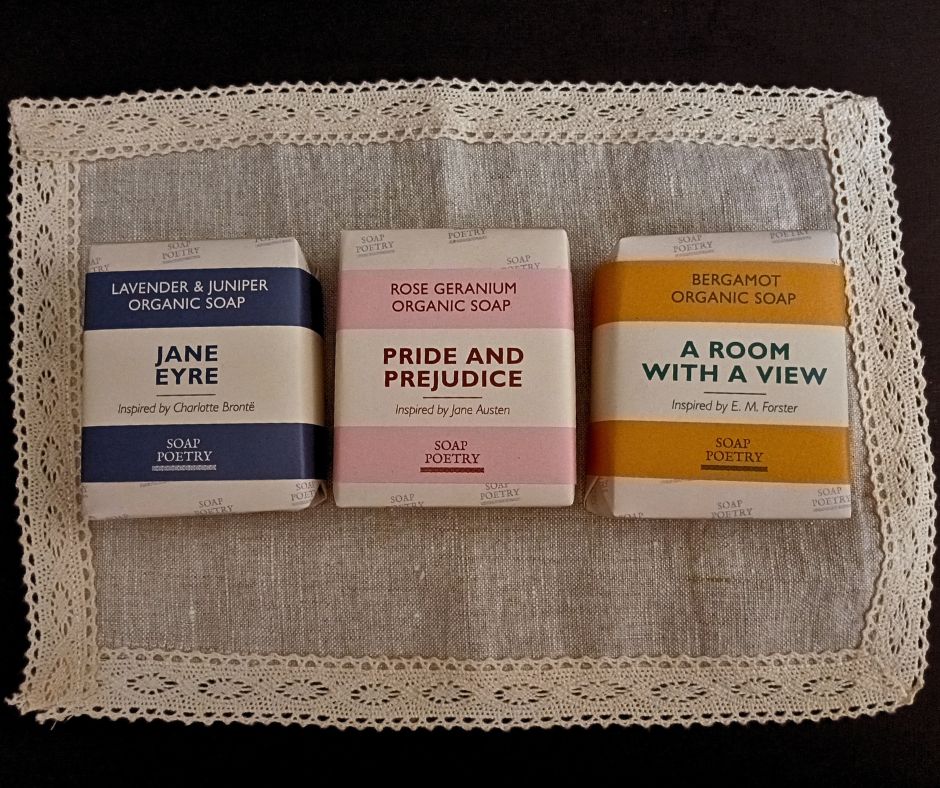 SOAP
POETRY
LAVENDER & JUNIPER
ORGANIC SOAP
JANE
EYRE
Inspired by Charlotte Brontë
SOAP
POETRY
SOAP
POETRY
SOAP
POETRY
SOAP
POETRY
ROSE GERANIUM
ORGANIC SOAP
PRIDE AND
PREJUDICE
Inspired by Jane Austen
SOAP
POETRY
SOAP
POETRY
SOAP
POETRY
SOAP
POETRY
BERGAMOT
ORGANIC SOAP
A ROOM
WITH A VIEW
Inspired by E. M. Forster
SOAP
POETRY
SOAP
POETRY
SOAP
POETRY